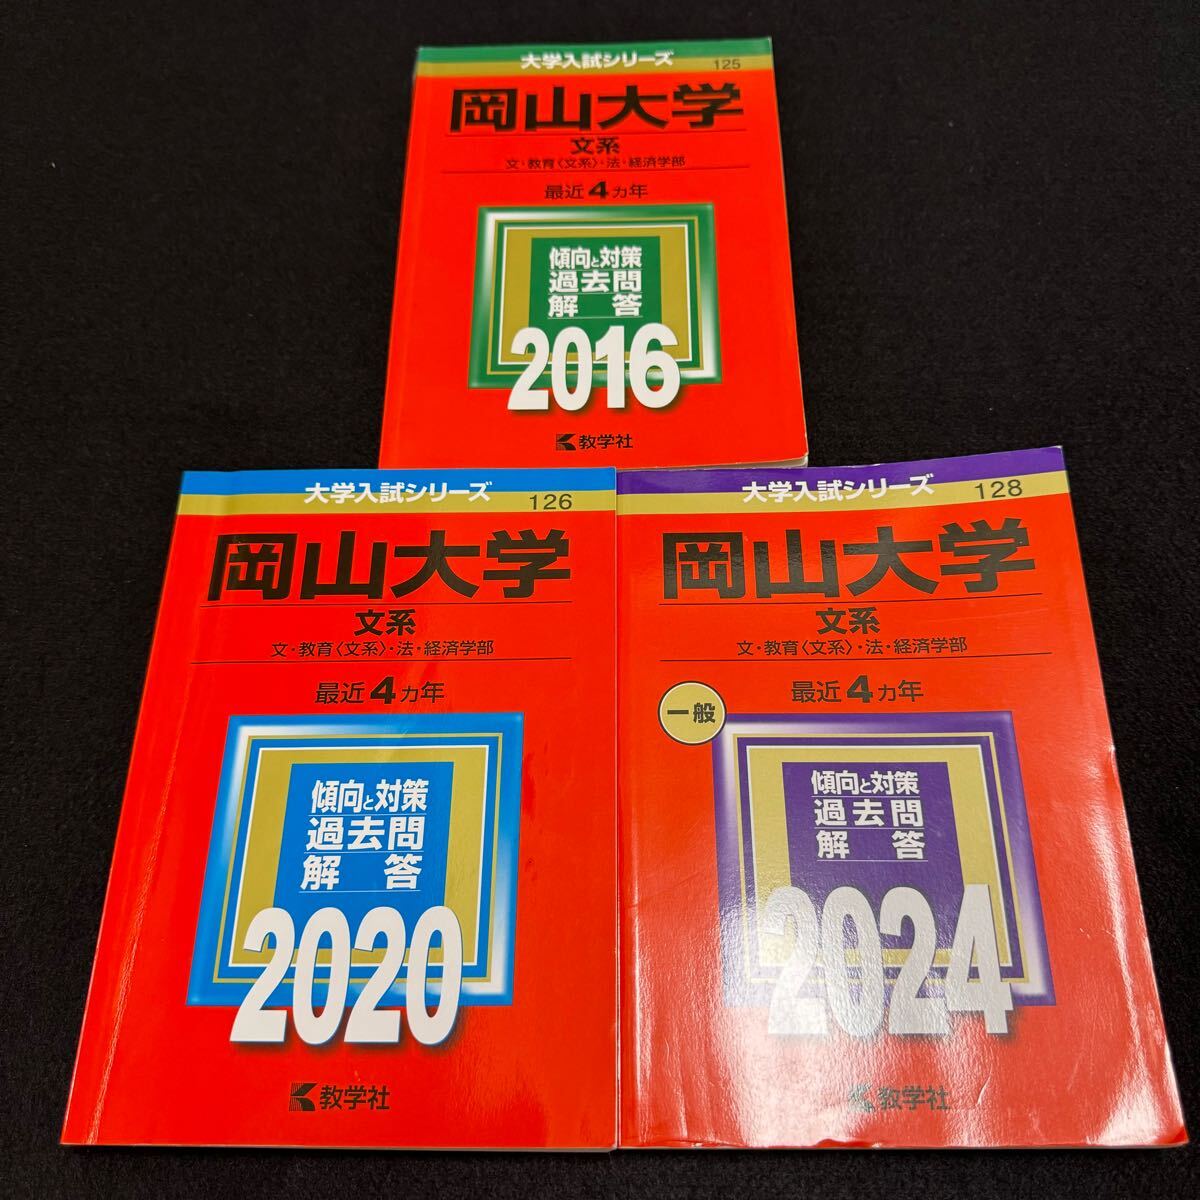 大学入試シリーズ
125
岡山大学
文系
文・教育〈文系〉・法・経済学部
最近4カ年
傾向と対策
過去問
解答
2016
教学社
大学入試シリーズ
126
岡山大学
文系
文・教育〈文系〉・法・経済学部
最近4カ年
傾向と対策
過去問
解答
2020
教学社
大学入試シリーズ
128
岡山大学
文系
文・教育〈文系〉・法・経済学部
最近4カ年
一般
傾向と対策
過去問
解答
2024
教学社